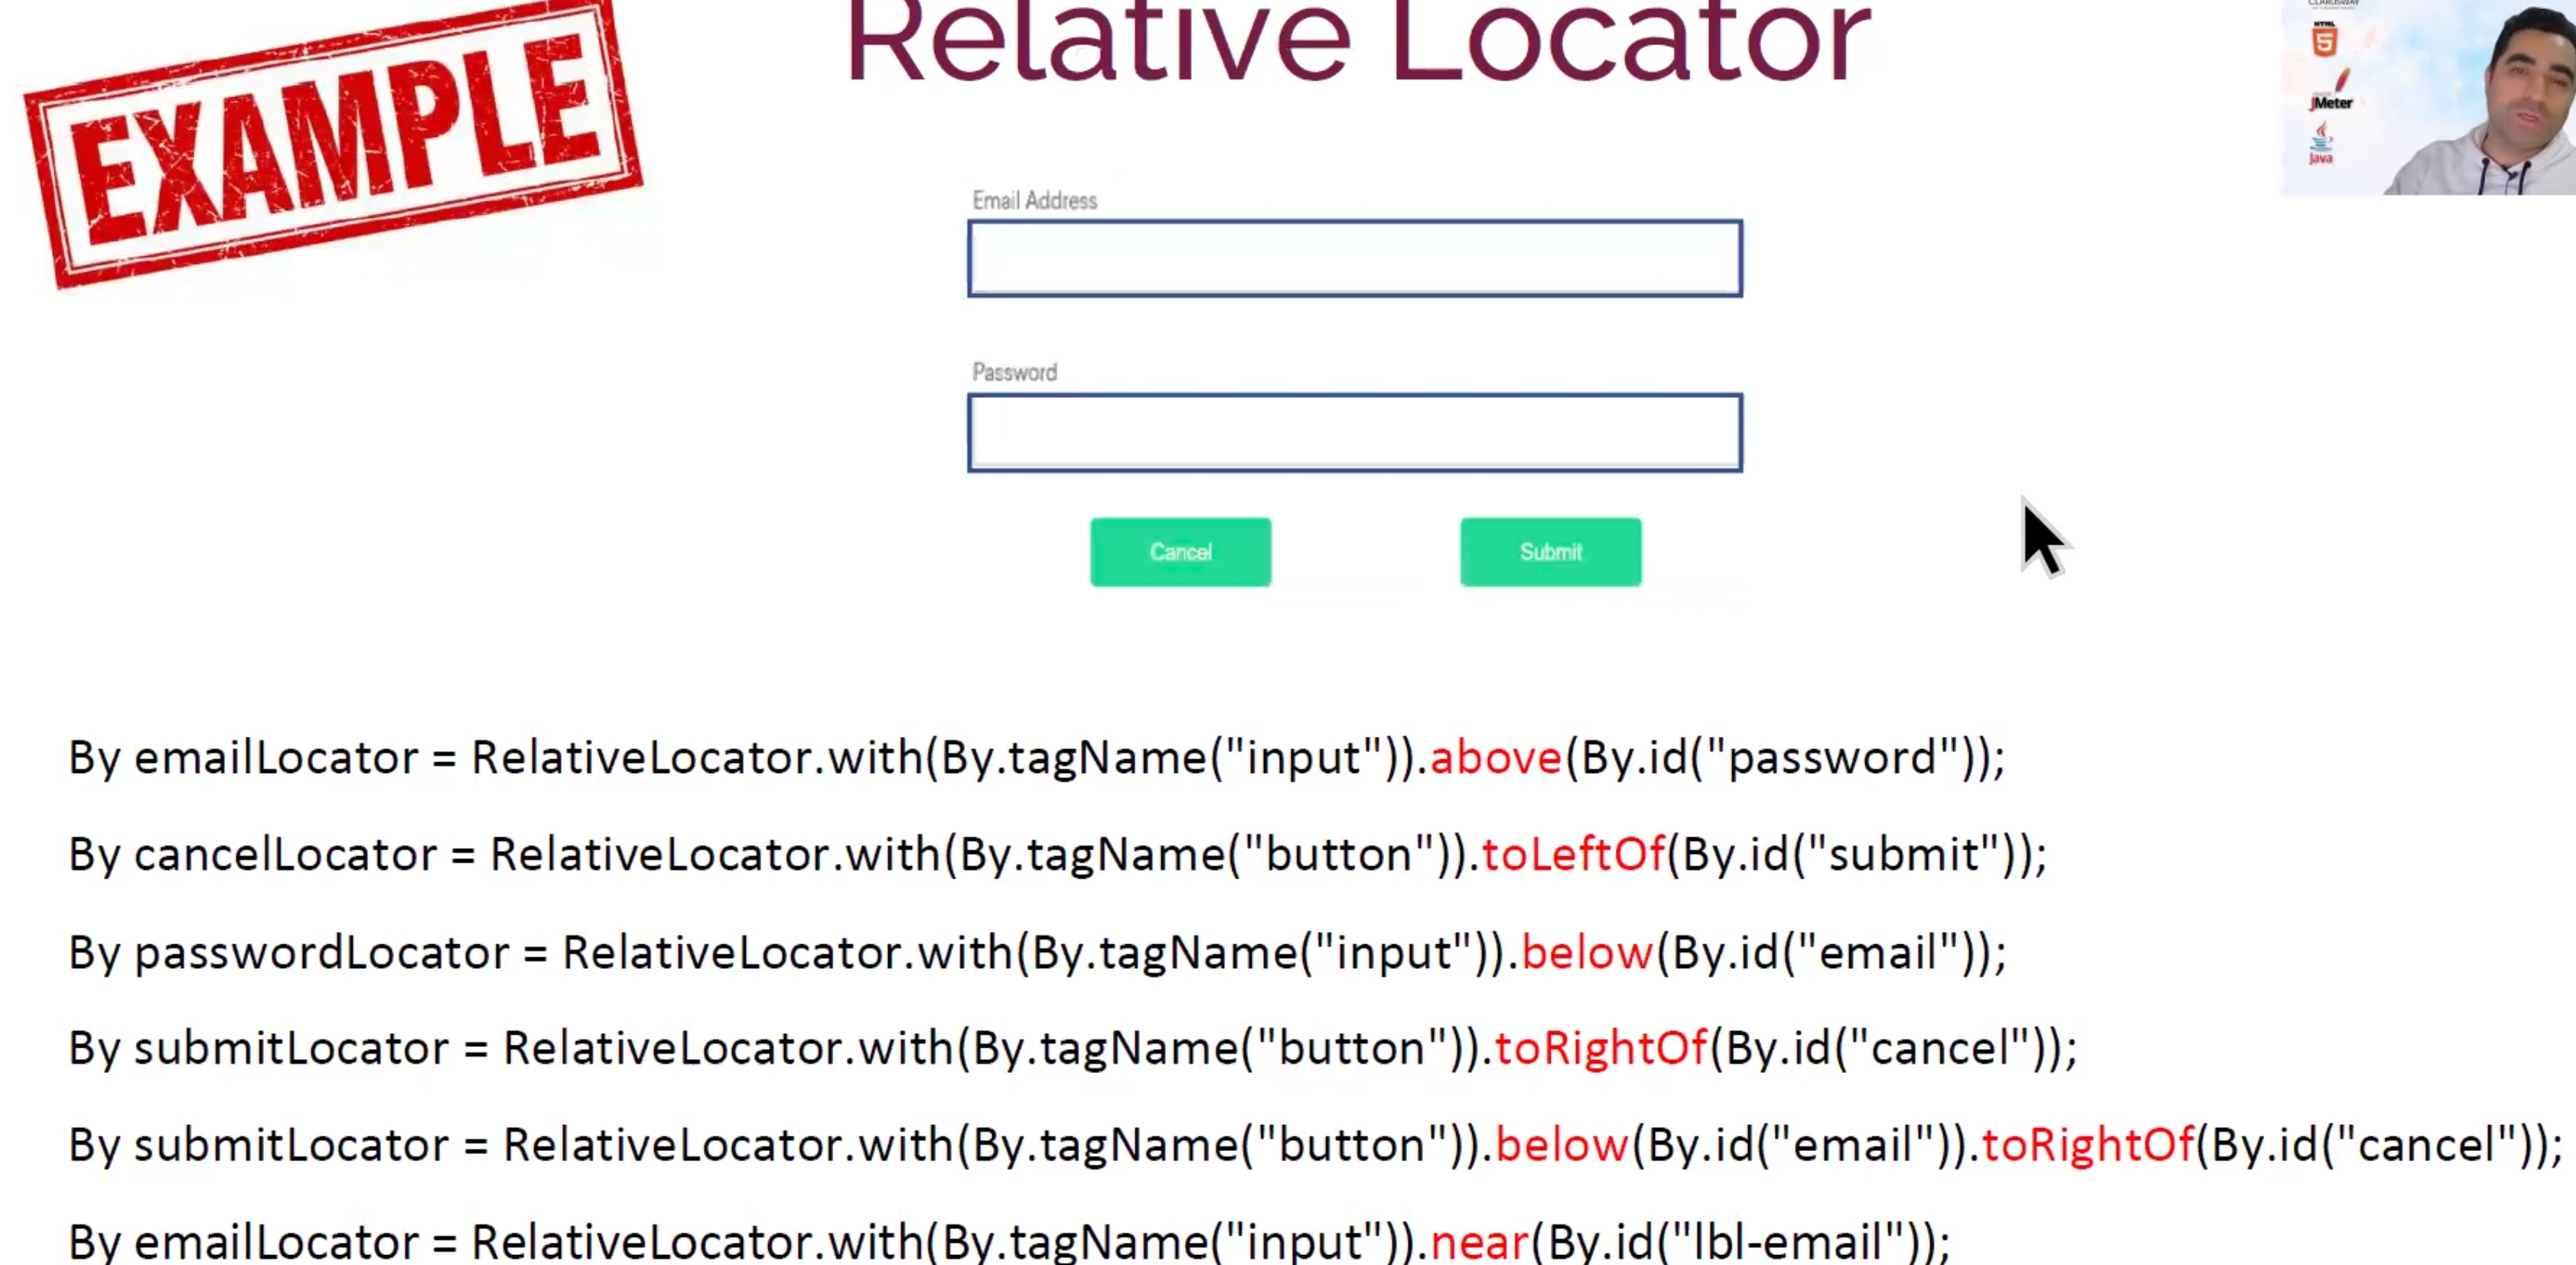 Relative Locator
EXAMPLE
CLARUSWAY
HTML
5
JMeter
Java
Email Address
Password
Cancel
Submit
By emailLocator = RelativeLocator.with(By.tagName("input")).above(By.id("password"));
By cancelLocator = RelativeLocator.with(By.tagName("button")).toLeftOf(By.id("submit"));
By passwordLocator = RelativeLocator.with(By.tagName("input")).below(By.id("email"));
By submitLocator = RelativeLocator.with(By.tagName("button")).toRightOf(By.id("cancel"));
By submitLocator = RelativeLocator.with(By.tagName("button")).below(By.id("email")).toRightOf(By.id("cancel"));
By emailLocator = RelativeLocator.with(By.tagName("input")).near(By.id("lbl-email"));